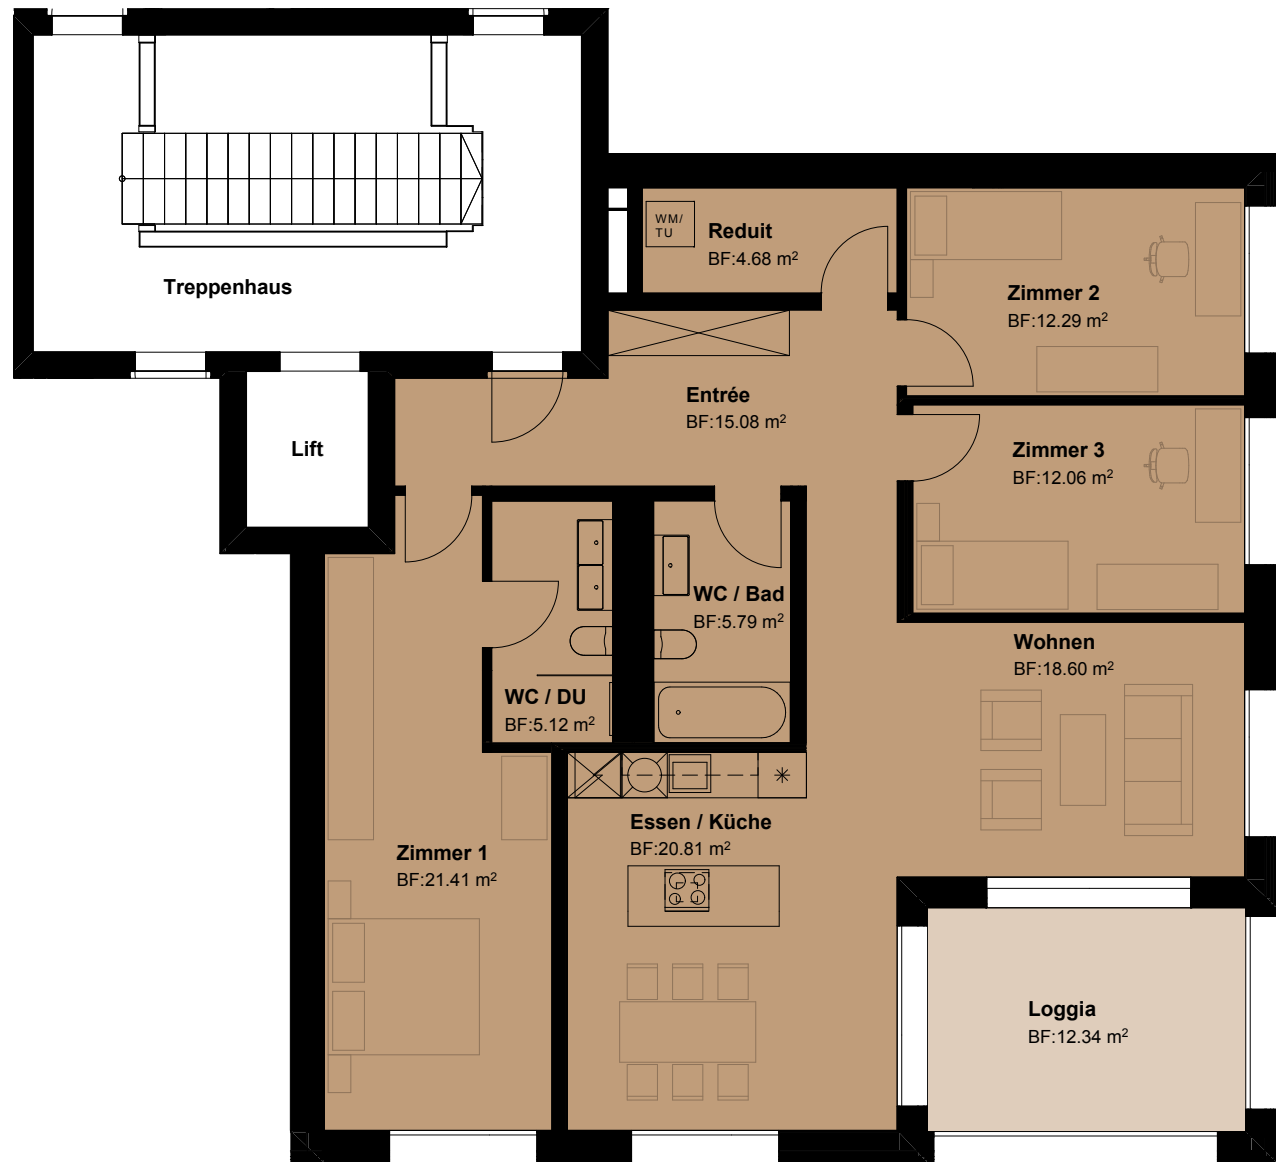 WM/
TU
Reduit
BF:4.68 m²
Treppenhaus
Zimmer 2
BF:12.29 m²
Entrée
BF:15.08 m²
Lift
Zimmer 3
BF:12.06 m²
WC / Bad
BF:5.79 m²
Wohnen
BF:18.60 m²
WC / DU
BF:5.12 m²
Essen / Küche
BF:20.81 m²
Zimmer 1
BF:21.41 m²
Loggia
BF:12.34 m²